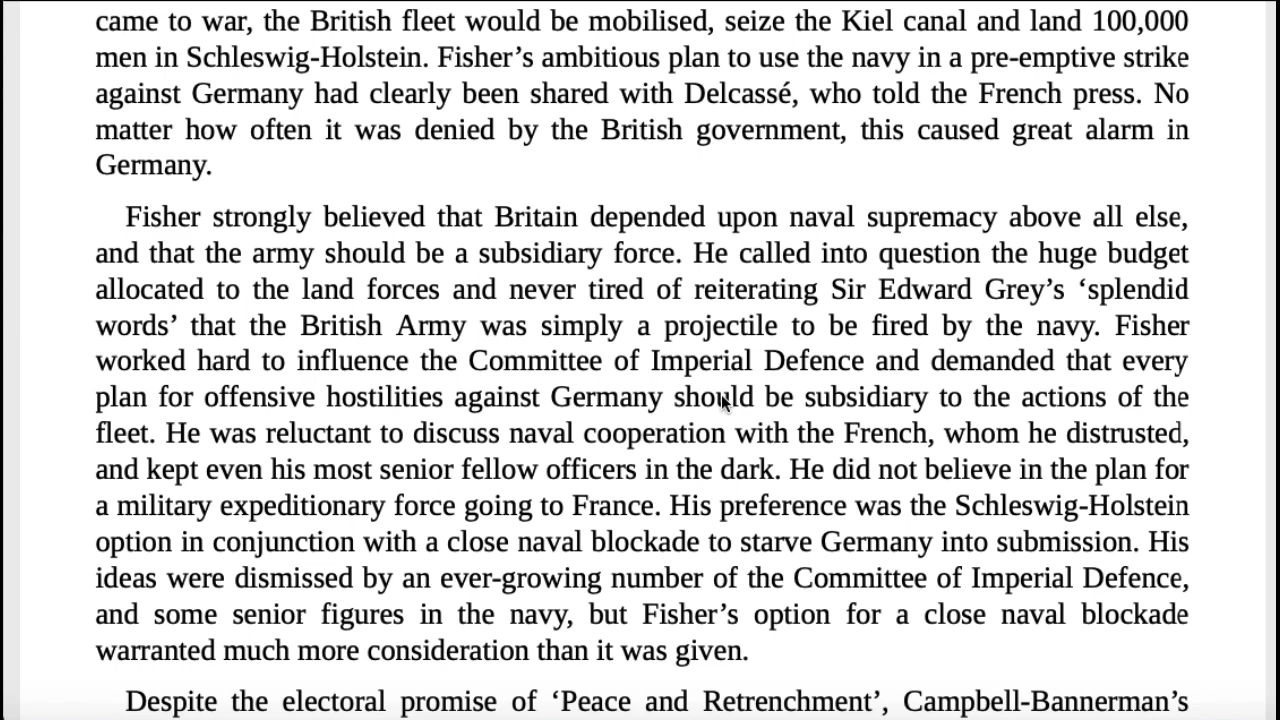 came to war, the British fleet would be mobilised, seize the Kiel canal and land 100,000
men in Schleswig-Holstein. Fisher’s ambitious plan to use the navy in a pre-emptive strike
against Germany had clearly been shared with Delcassé, who told the French press. No
matter how often it was denied by the British government, this caused great alarm in
Germany.
Fisher strongly believed that Britain depended upon naval supremacy above all else,
and that the army should be a subsidiary force. He called into question the huge budget
allocated to the land forces and never tired of reiterating Sir Edward Grey’s ‘splendid
words’ that the British Army was simply a projectile to be fired by the navy. Fisher
worked hard to influence the Committee of Imperial Defence and demanded that every
plan for offensive hostilities against Germany should be subsidiary to the actions of the
fleet. He was reluctant to discuss naval cooperation with the French, whom he distrusted,
and kept even his most senior fellow officers in the dark. He did not believe in the plan for
a military expeditionary force going to France. His preference was the Schleswig-Holstein
option in conjunction with a close naval blockade to starve Germany into submission. His
ideas were dismissed by an ever-growing number of the Committee of Imperial Defence,
and some senior figures in the navy, but Fisher’s option for a close naval blockade
warranted much more consideration than it was given.
Despite the electoral promise of ‘Peace and Retrenchment’, Campbell-Bannerman’s